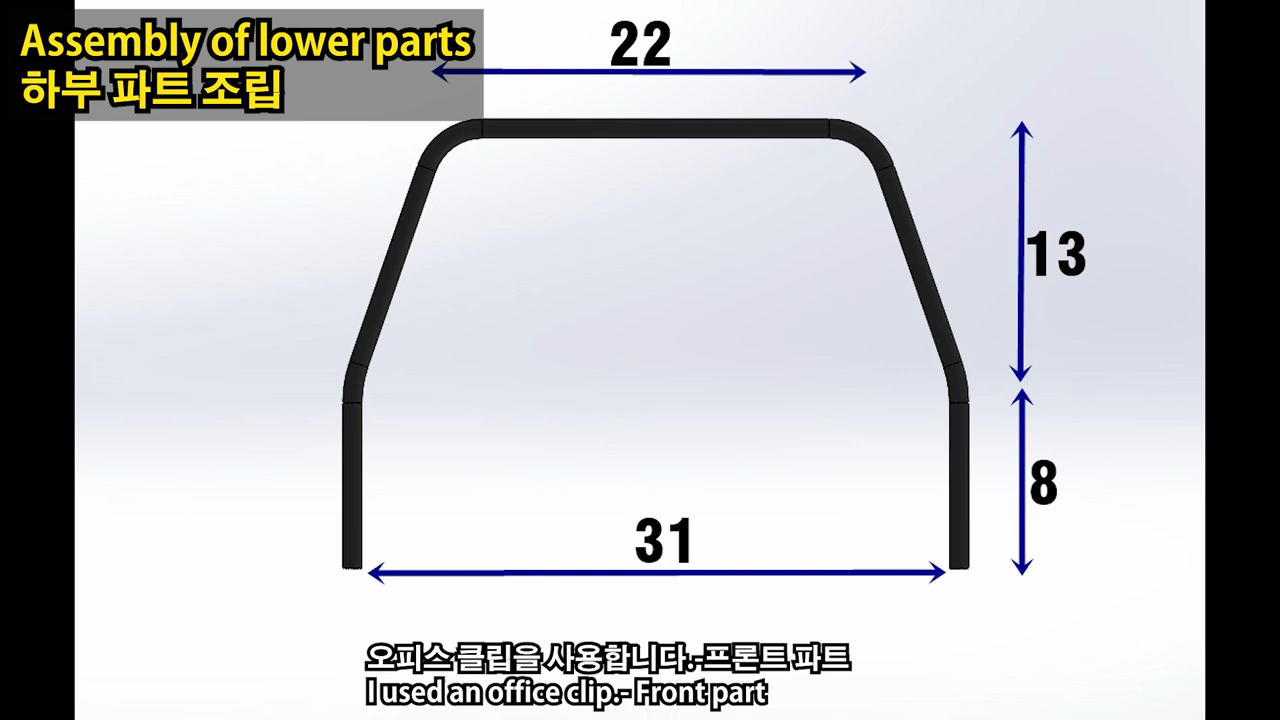 Assembly of lower parts
하부 파트 조립
22
13
8
31
오피스 클립을 사용합니다.-프론트 파트
I used an office clip.- Front part